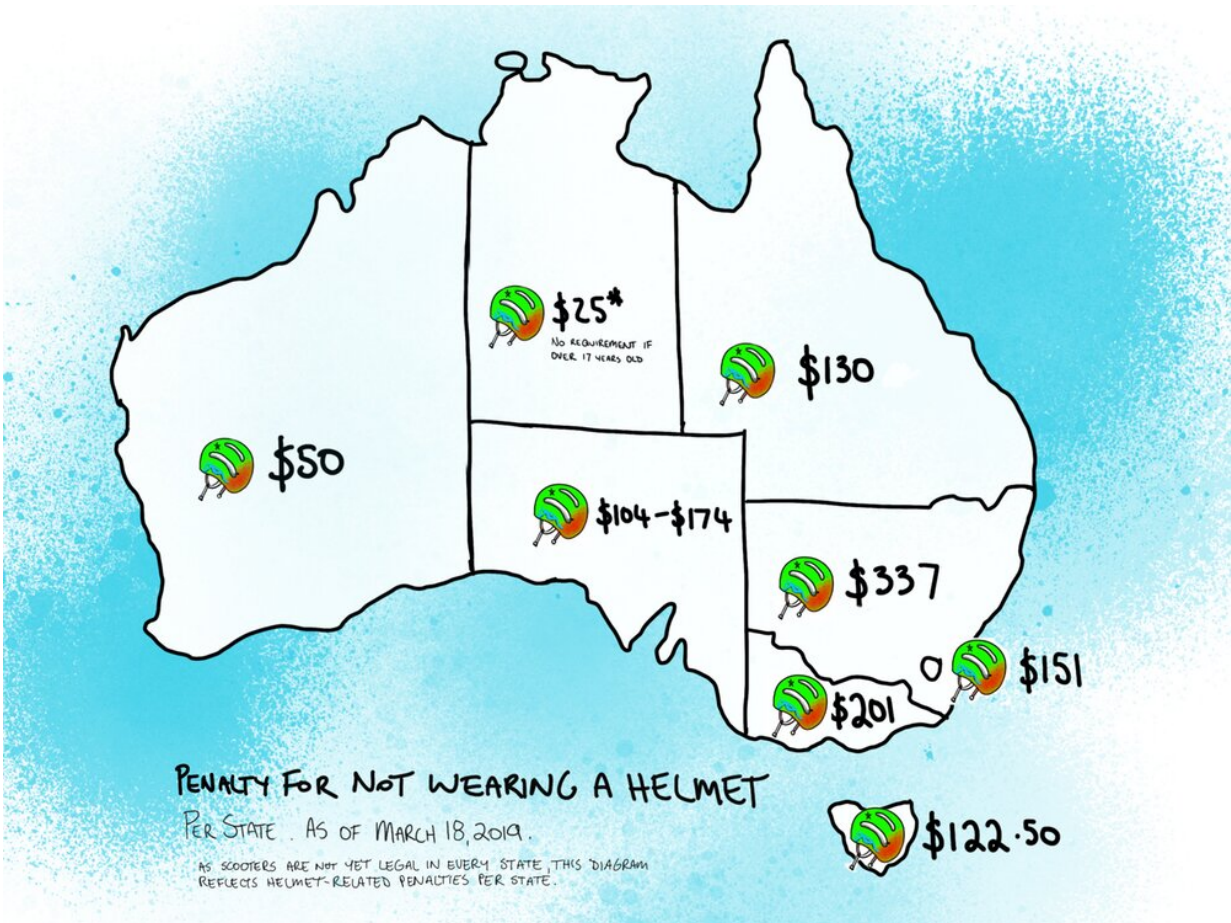 $25*
NO REQUIREMENT IF
OVER 17 YEARS OLD
$130
$50
$104-$174
$337
$151
$201
PENALTY FOR NOT WEARING A HELMET
PER STATE. AS OF MARCH 18, 2019.
AS SCOOTERS ARE NOT YET LEGAL IN EVERY STATE, THIS DIAGRAM
REFLECTS HELMET-RELATED PENALTIES PER STATE.
$122.50